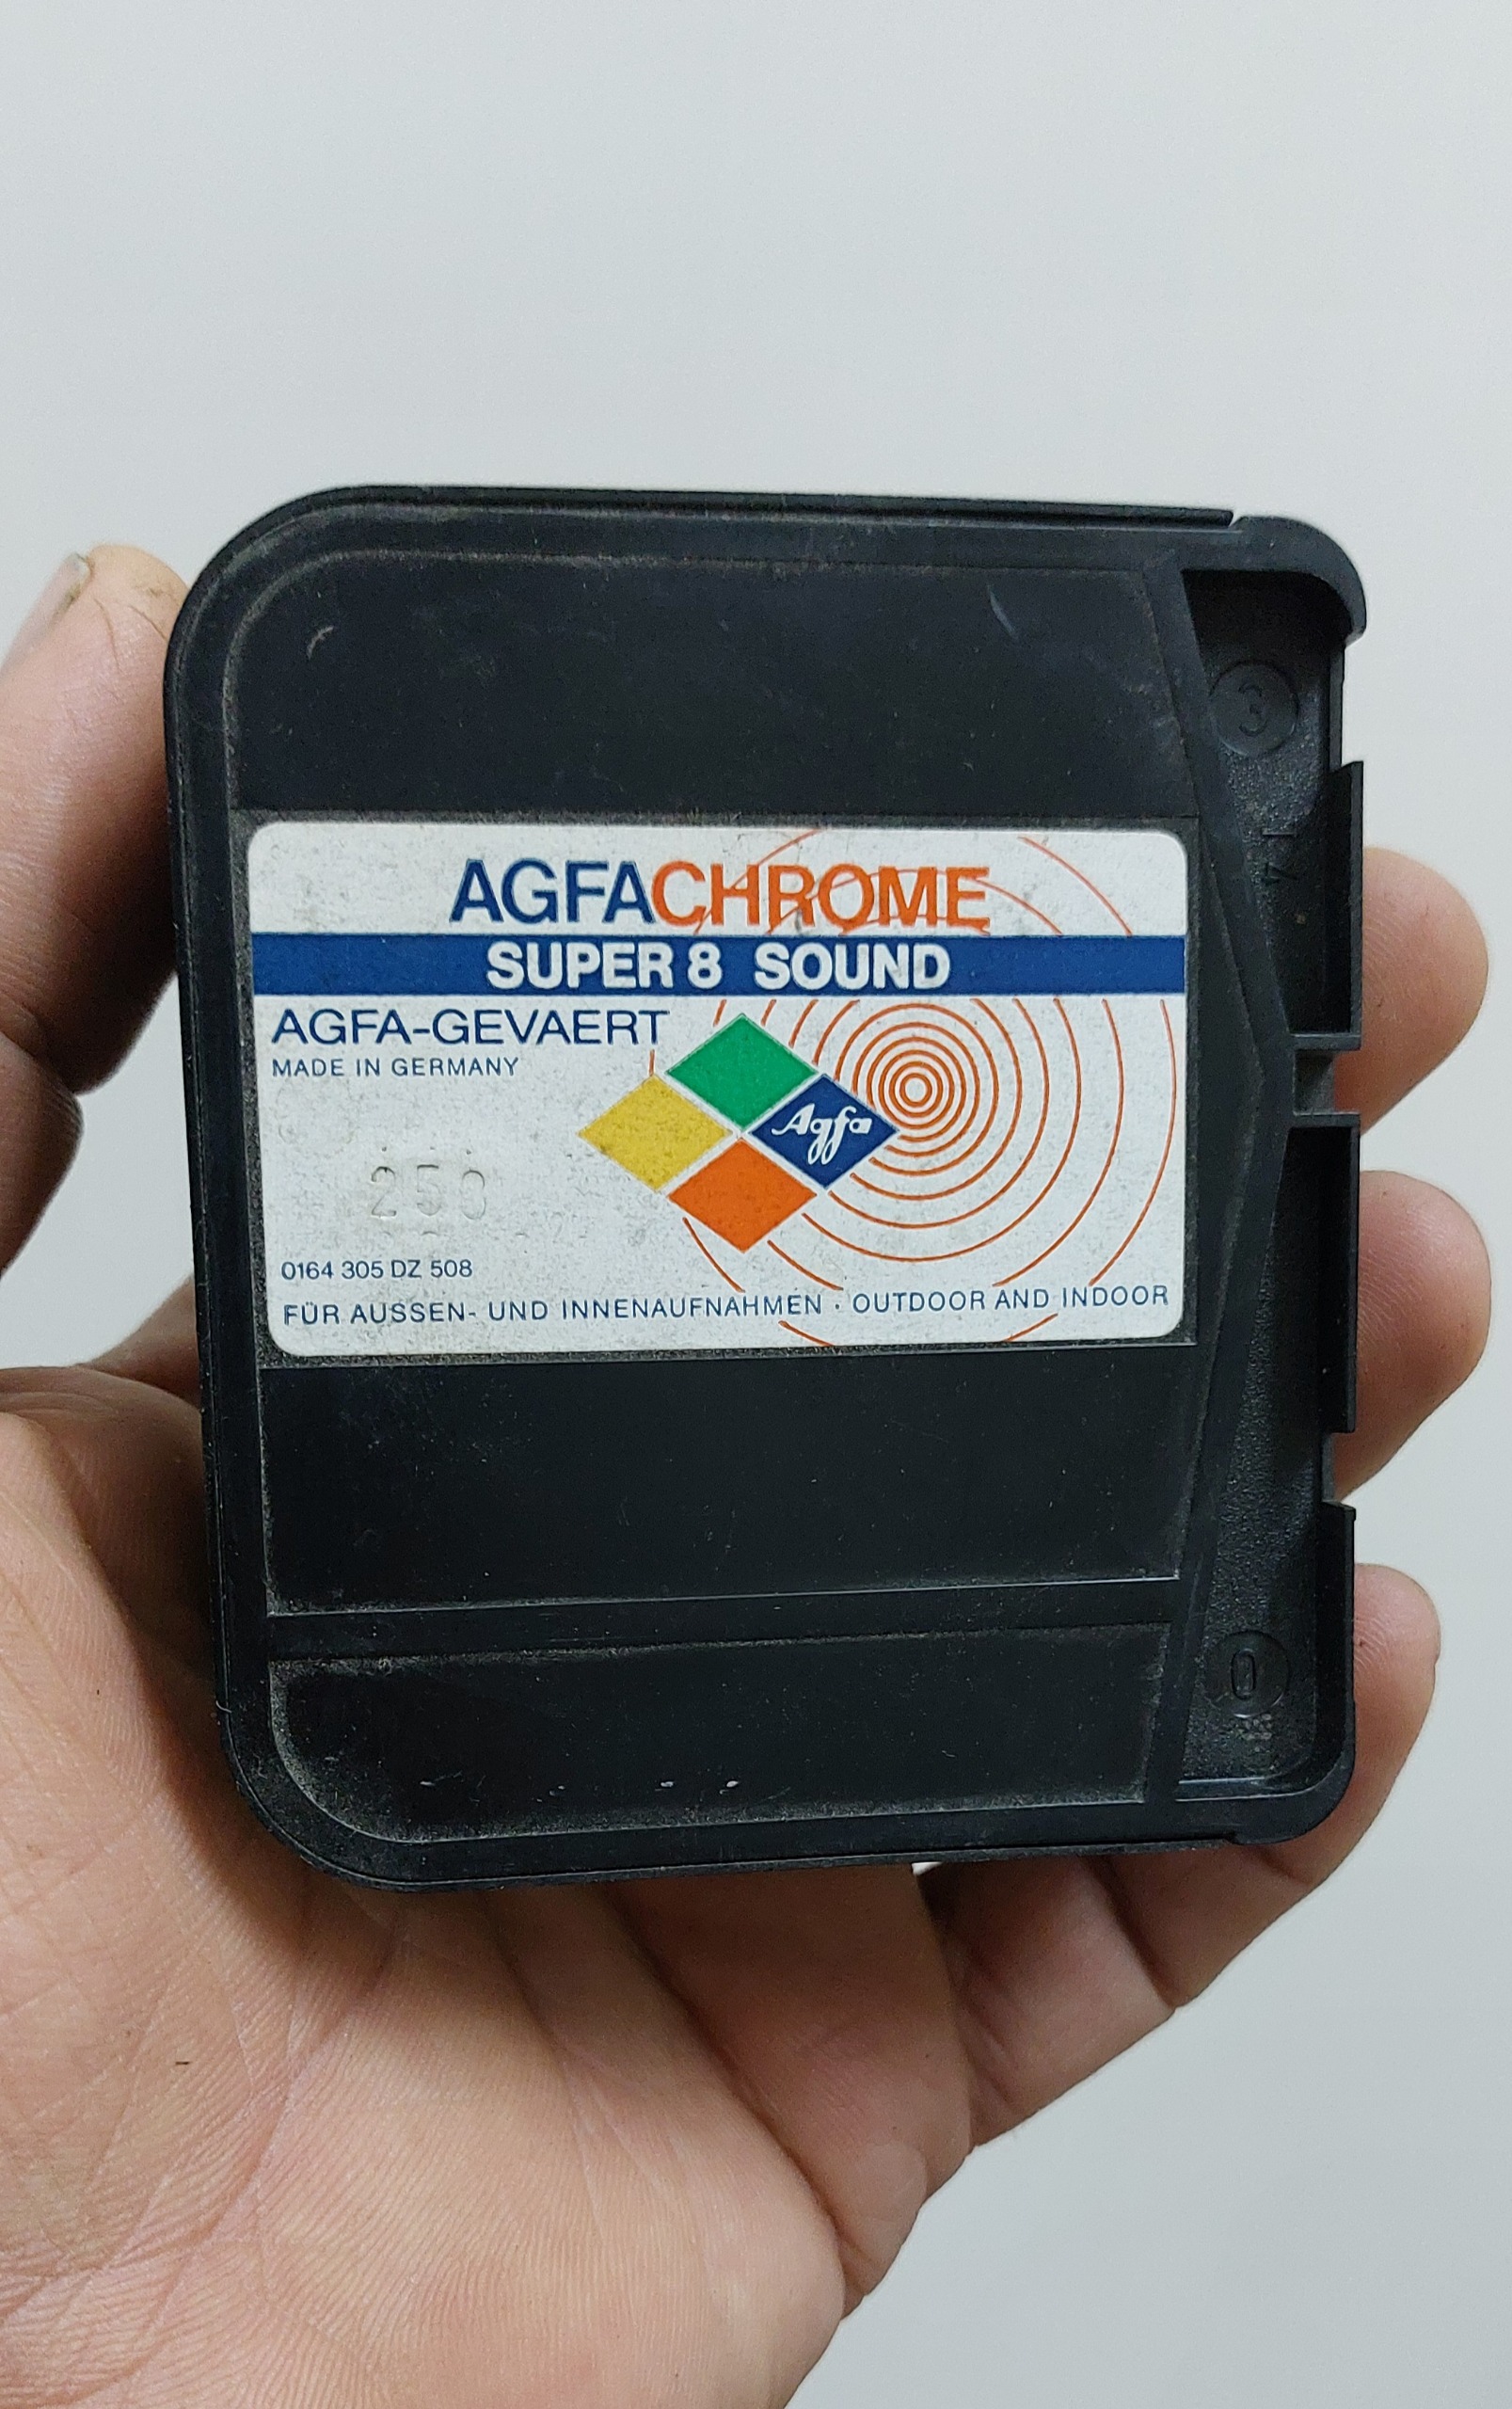 AGFACHROME
SUPER 8 SOUND
AGFA-GEVAERT
MADE IN GERMANY
Agfa
0164 305 DZ 508
FÜR AUSSEN- UND INNENAUFNAHMEN · OUTDOOR AND INDOOR
3
0